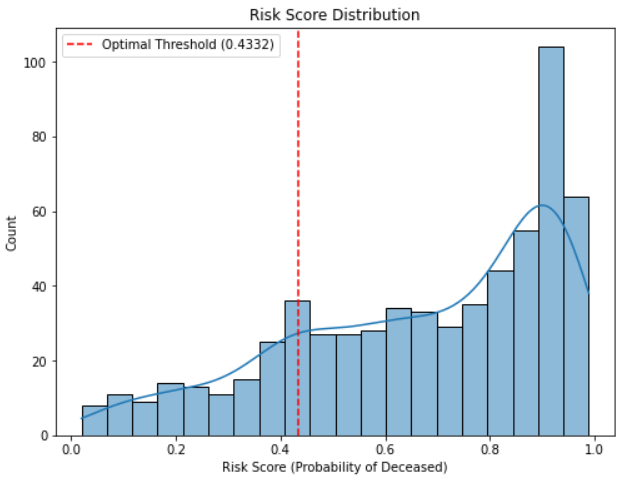 Risk Score Distribution
Optimal Threshold (0.4332)
100
80
60
40
20
0
Count
0.0 0.2 0.4 0.6 0.8 1.0
Risk Score (Probability of Deceased)